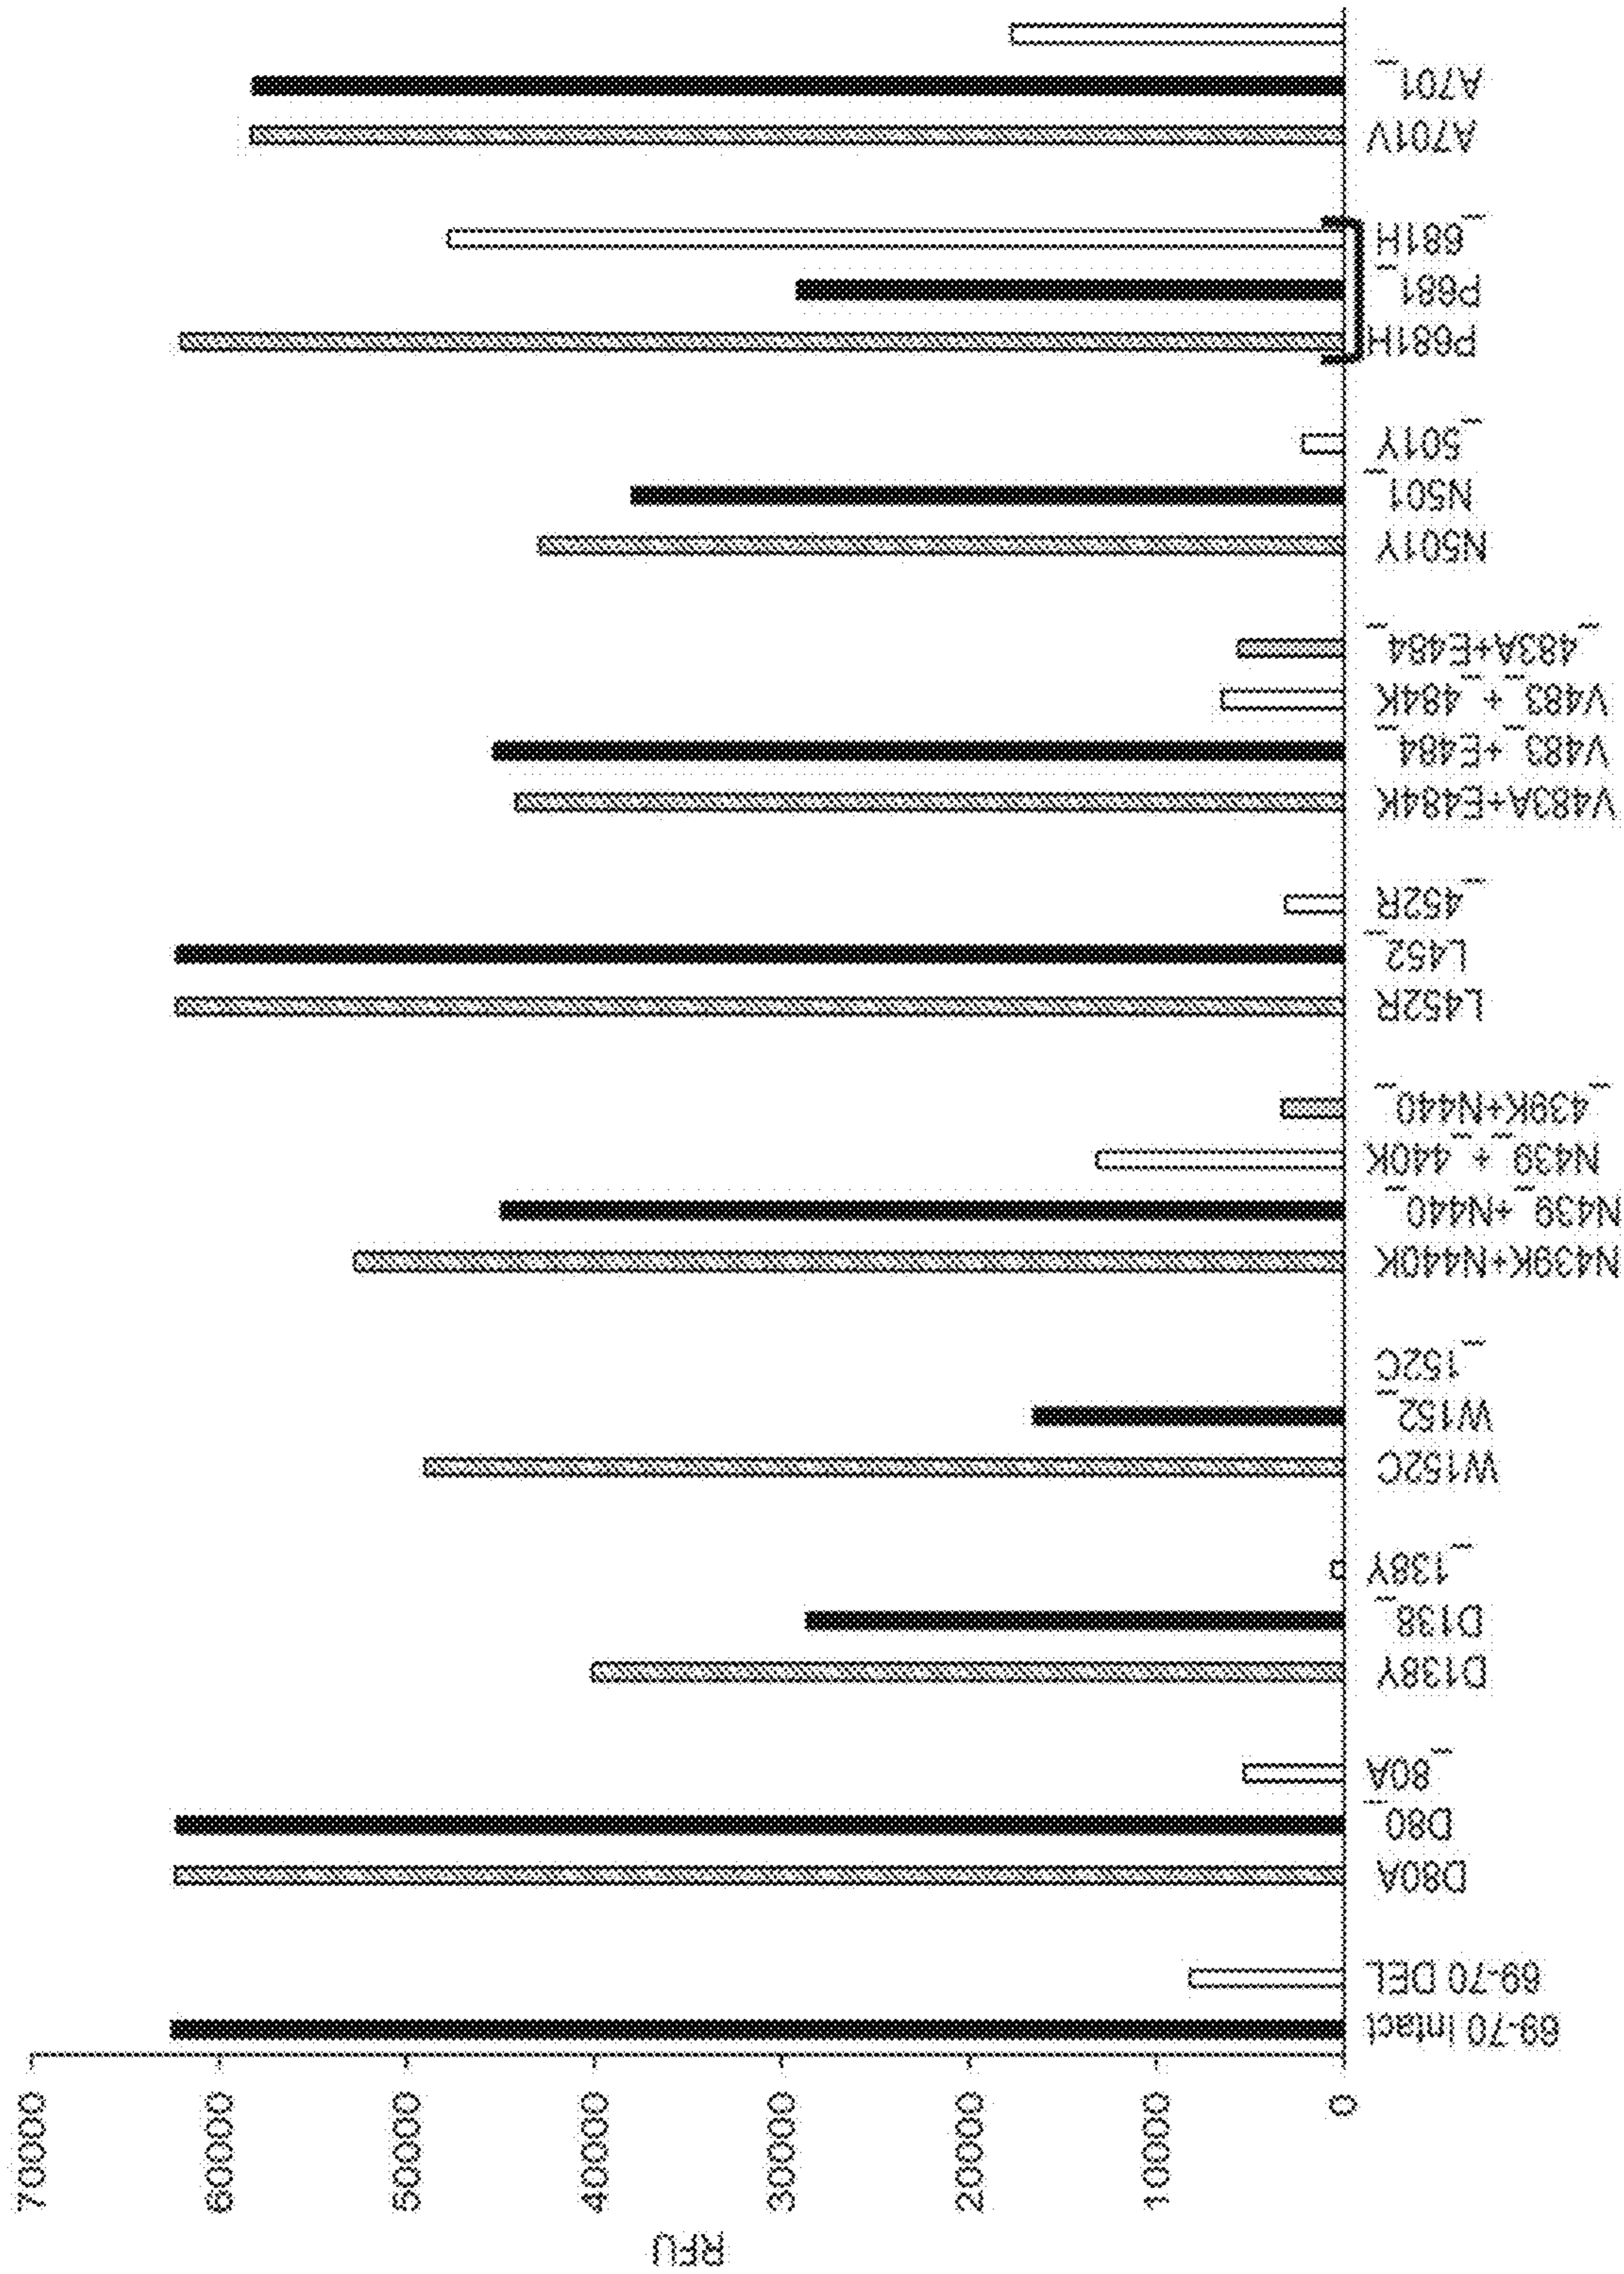 RFU
70000
60000
50000
40000
30000
20000
10000
0
69-70 Intact
69-70 DEL
D80A
D80_
_80A
D138Y
D138_
_138Y
W152C
W152_
_152C
N439K+N440K
N439_+N440_
N439_ + _440K
_439K+N440_
L452R
L452_
_452R
V483A+E484K
V483_+E484_
V483_ + _484K
_483A+E484_
N501Y
N501_
_501Y
P681H
P681_
_681H
A701V
A701_